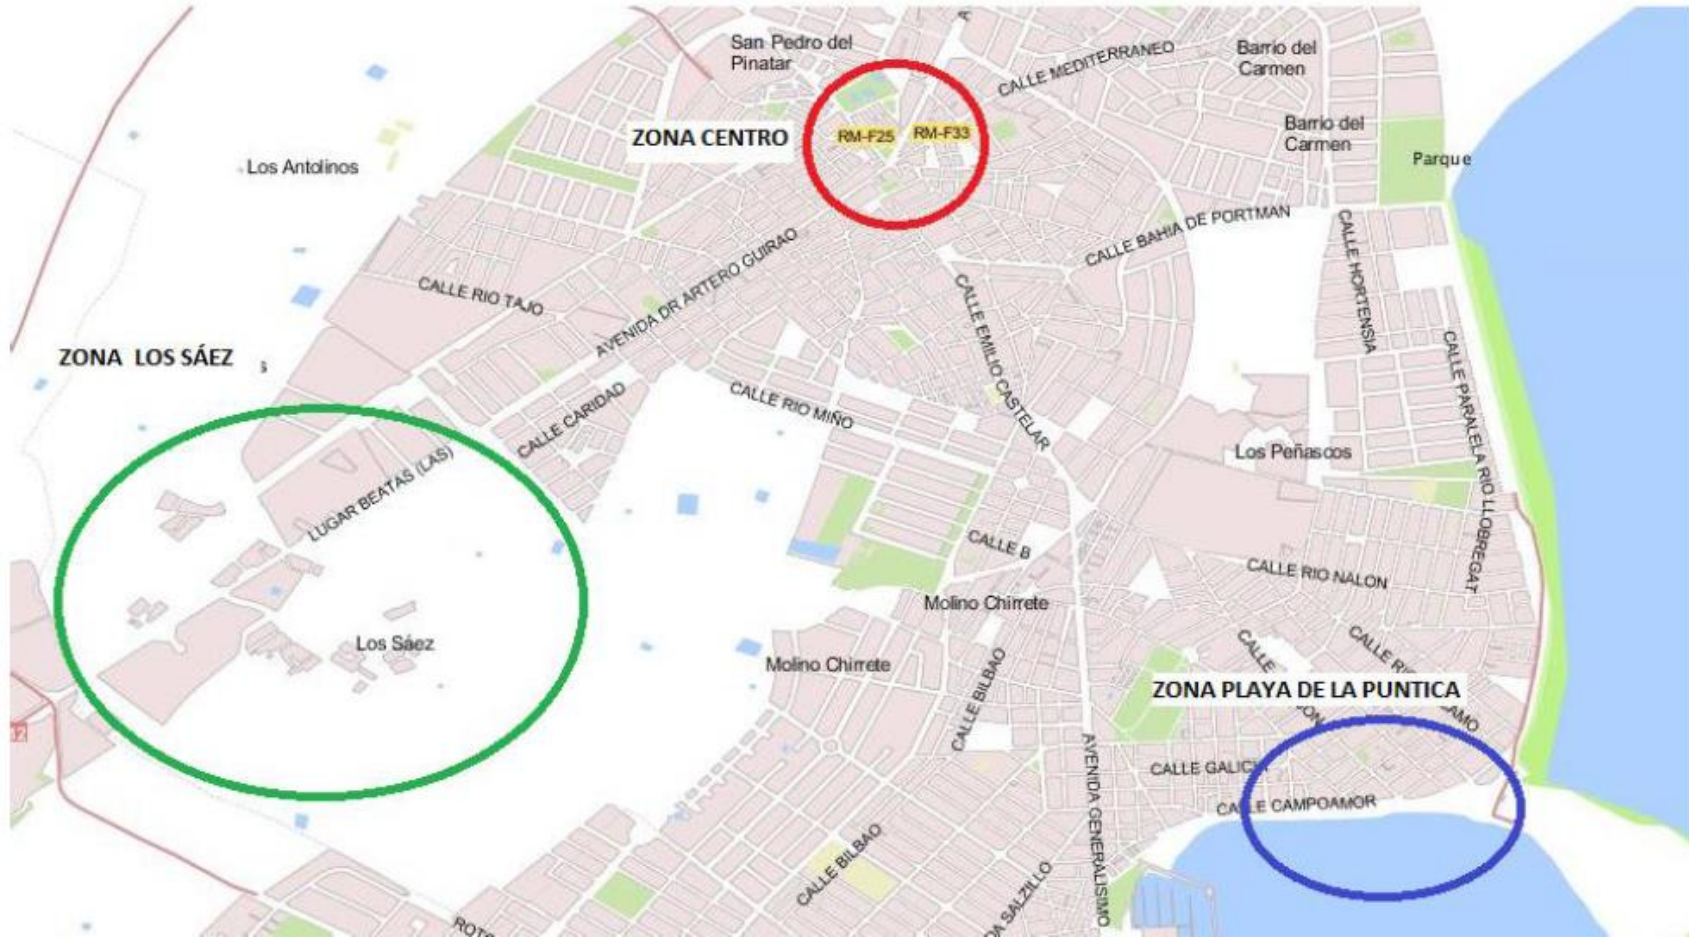 San Pedro del
Pinatar
CALLE MEDITERRANEO
Barrio del
Carmen
ZONA CENTRO
RM-F25
RM-F33
Barrio del
Carmen
Parque
Los Antolinos
CALLE BAHIA DE PORTMAN
CALLE HORTENSIA
AVENIDA DR ARTERO GUIRAO
CALLE RIO TAJO
CALLE EMILIO CASTELAR
ZONA LOS SÁEZ
s
CALLE PARALELA RIO LLOBREGAT
CALLE CARIDAD
CALLE RIO MIÑO
Los Peñascos
LUGAR BEATAS (LAS)
CALLE B
CALLE RIO NALON
Molino Chirrete
Los Sáez
Molino Chirrete
CALLE BILBAO
ZONA PLAYA DE LA PUNTICA
CALLE GALICI
CALLE CAMPOAMOR
AVENIDA GENERALISIMO
CALLE BILBAO
DA SALZILLO